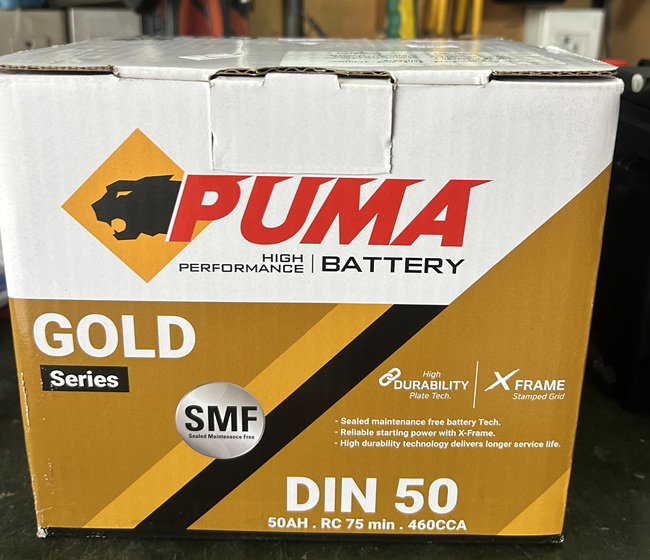 PUMA
HIGH
PERFORMANCE | BATTERY
GOLD
Series
High
DURABILITY
Plate Tech.
X FRAME
Stamped Grid
SMF
Sealed Maintenance Free
- Sealed maintenance free battery Tech.
- Reliable starting power with X-Frame.
- High durability technology delivers longer service life.
DIN 50
50AH . RC 75 min . 460CCA